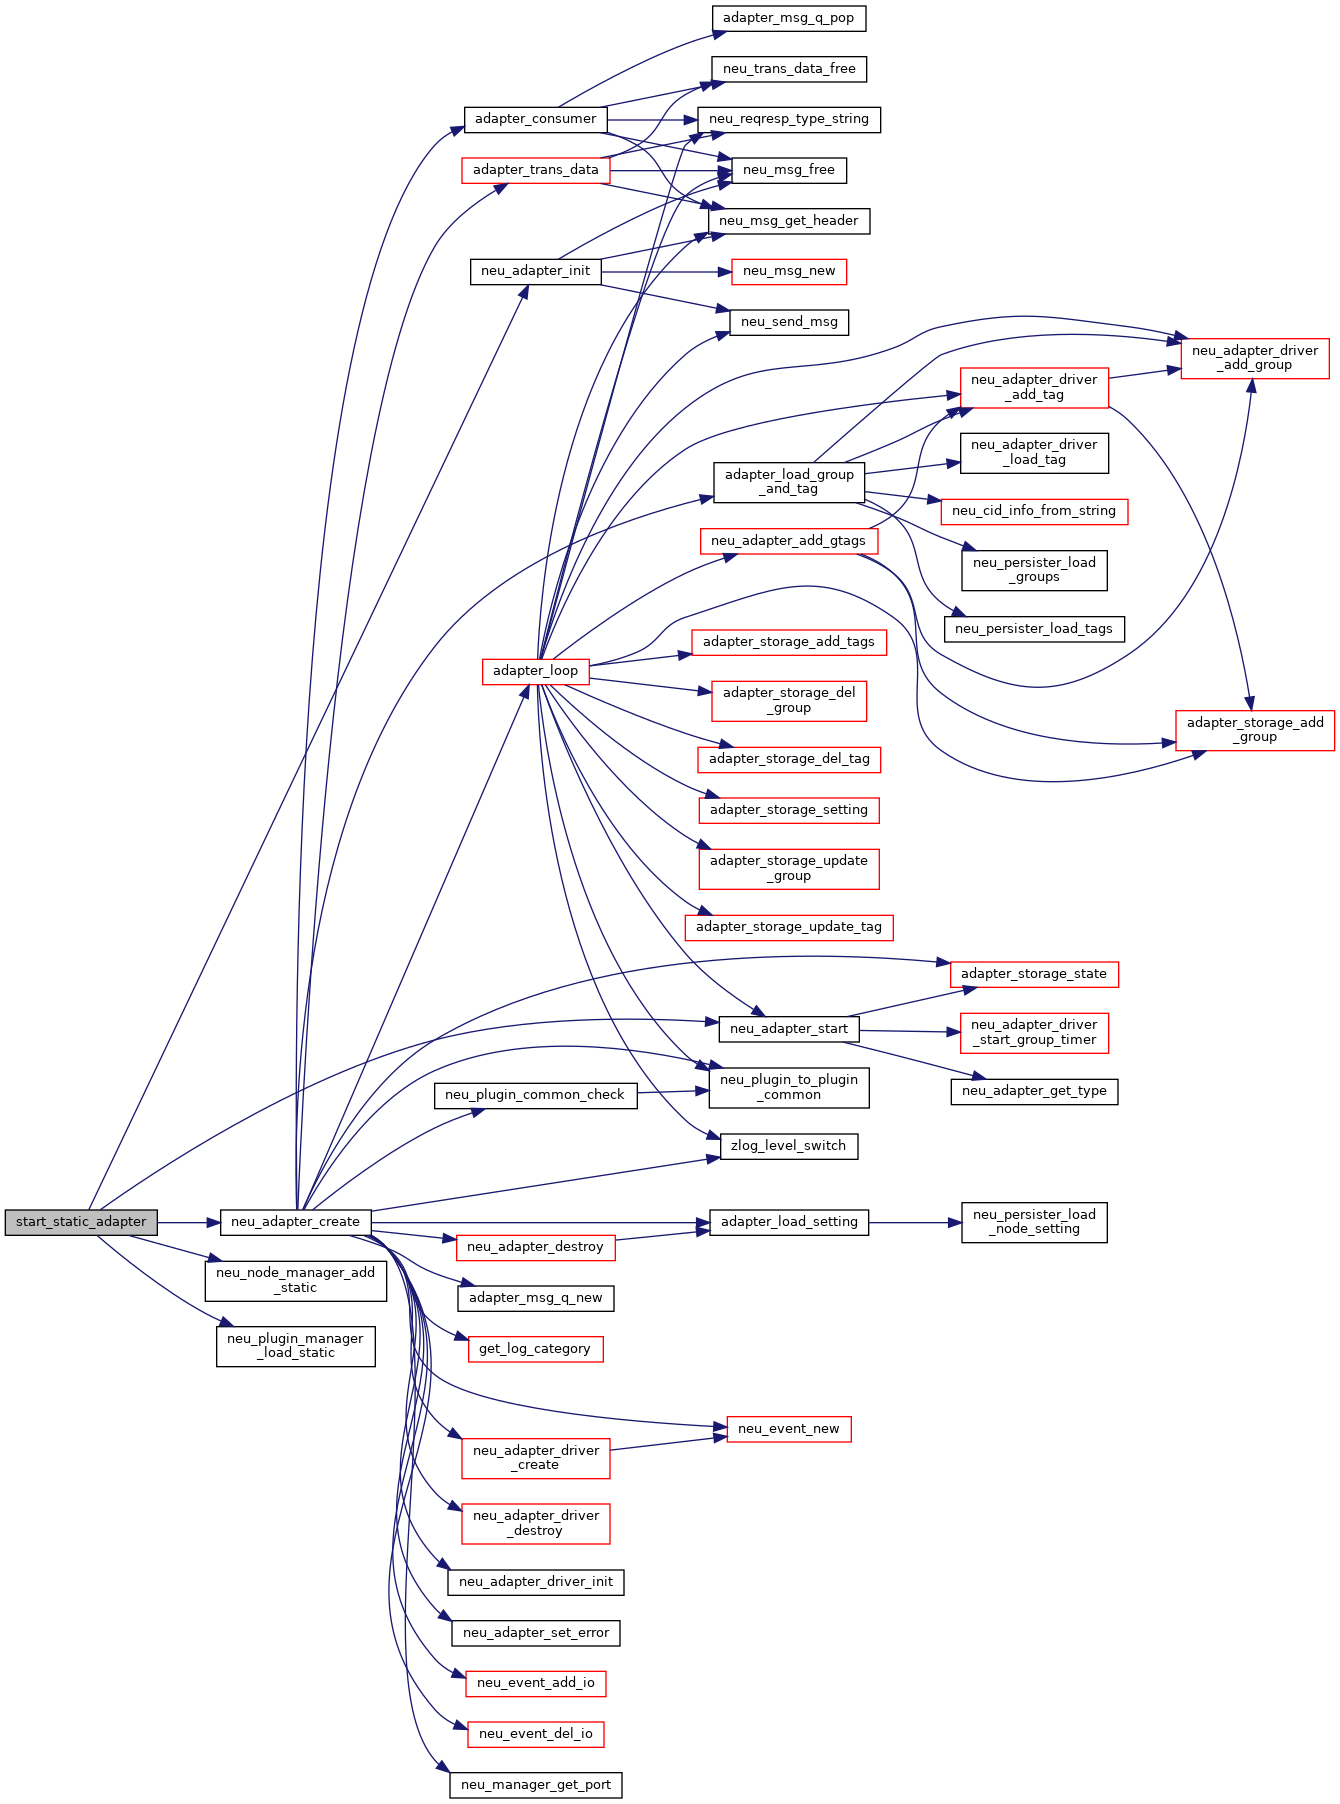 adapter_msg_q_pop
neu_trans_data_free
adapter_consumer
neu_reqresp_type_string
adapter_trans_data
neu_msg_free
neu_msg_get_header
neu_adapter_init
neu_msg_new
neu_send_msg
neu_adapter_driver
_add_group
neu_adapter_driver
_add_tag
neu_adapter_driver
_load_tag
adapter_load_group
_and_tag
neu_cid_info_from_string
neu_adapter_add_gtags
neu_persister_load
_groups
neu_persister_load_tags
adapter_storage_add_tags
adapter_loop
adapter_storage_del
_group
adapter_storage_add
_group
adapter_storage_del_tag
adapter_storage_setting
adapter_storage_update
_group
adapter_storage_update_tag
adapter_storage_state
neu_adapter_start
neu_adapter_driver
_start_group_timer
neu_plugin_to_plugin
_common
neu_adapter_get_type
neu_plugin_common_check
zlog_level_switch
start_static_adapter
neu_adapter_create
adapter_load_setting
neu_persister_load
_node_setting
neu_adapter_destroy
neu_node_manager_add
_static
adapter_msg_q_new
neu_plugin_manager
_load_static
get_log_category
neu_event_new
neu_adapter_driver
_create
neu_adapter_driver
_destroy
neu_adapter_driver_init
neu_adapter_set_error
neu_event_add_io
neu_event_del_io
neu_manager_get_port